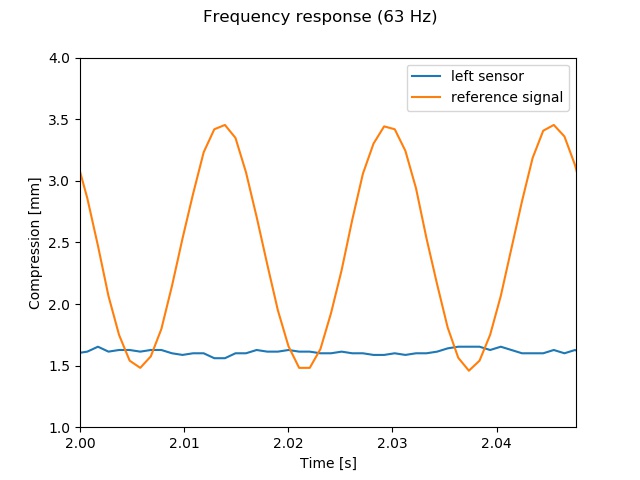 Frequency response (63 Hz)
left sensor
reference signal
4.0
3.5
3.0
2.5
2.0
1.5
1.0
Compression [mm]
2.00 2.01 2.02 2.03 2.04
Time [s]